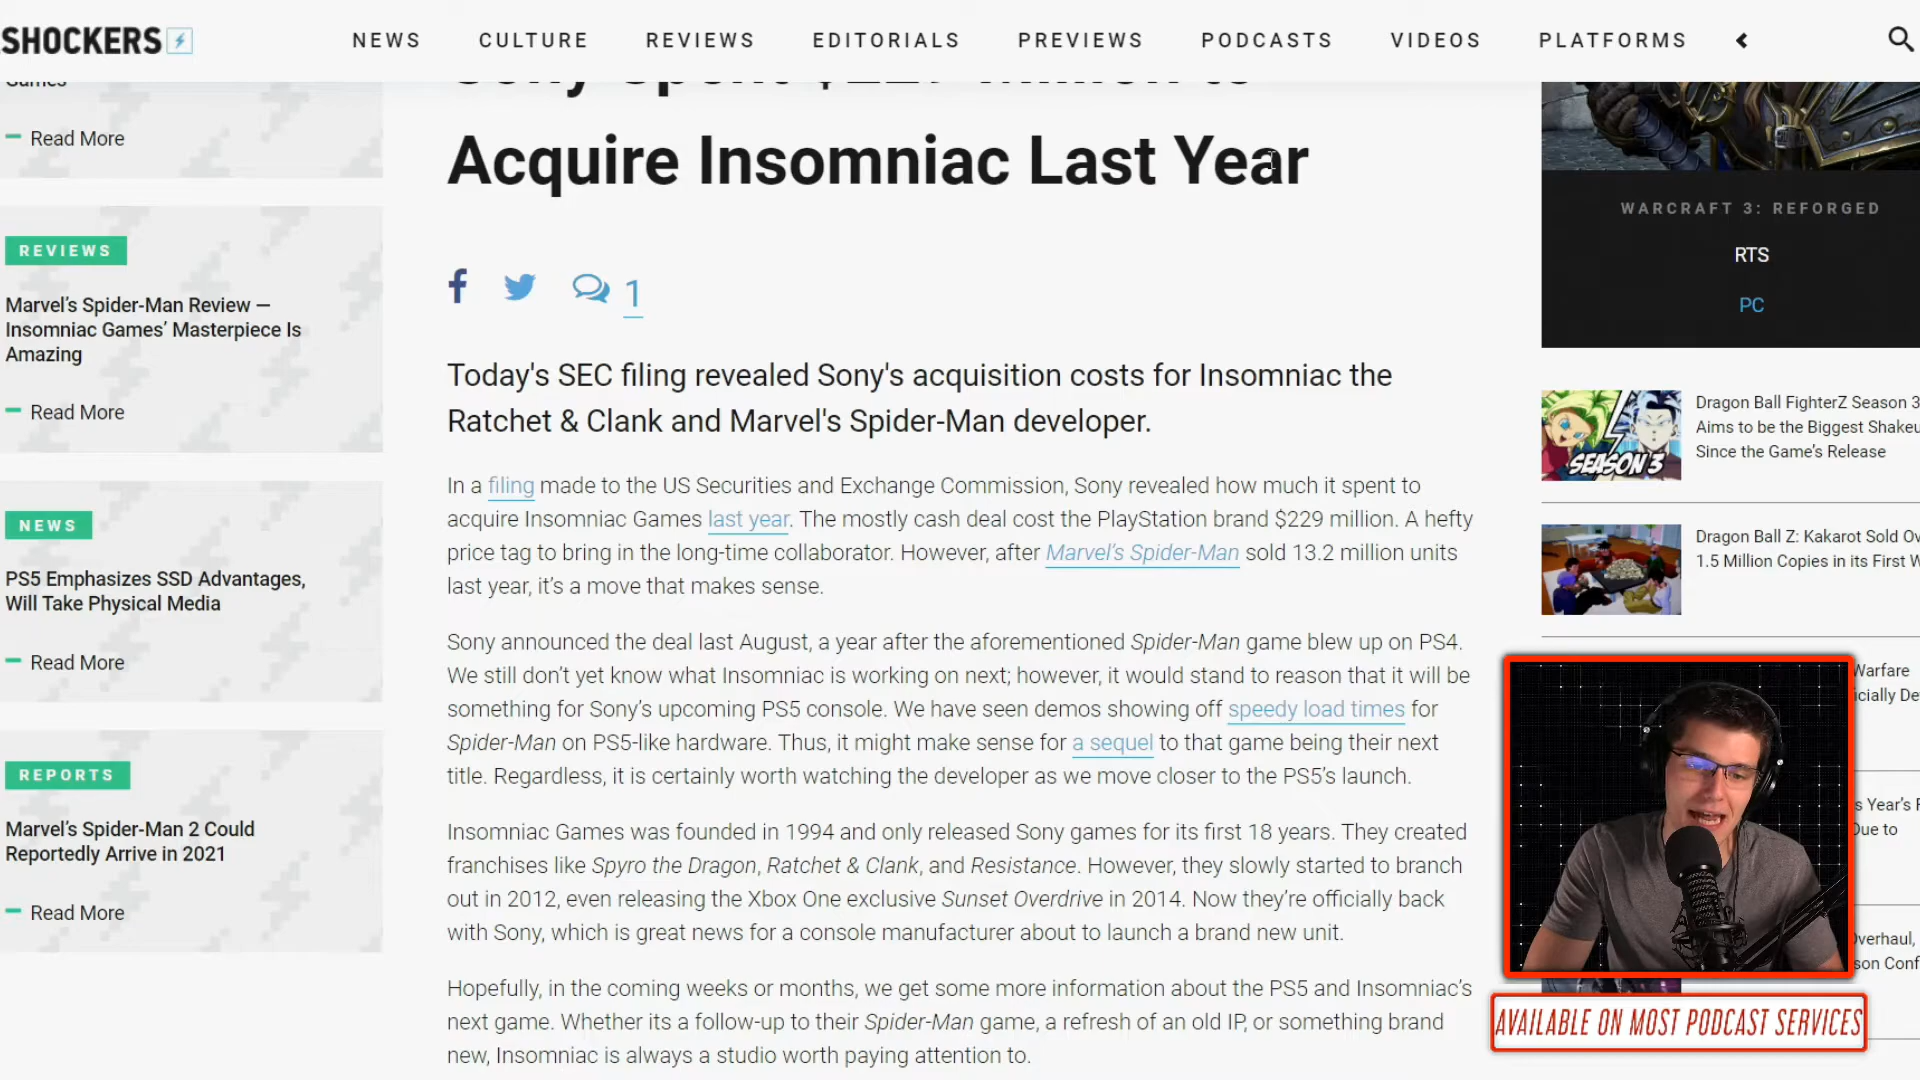 SHOCKERS
NEWS CULTURE REVIEWS EDITORIALS PREVIEWS PODCASTS VIDEOS PLATFORMS
Games
Read More
REVIEWS
Marvel’s Spider-Man Review —
Insomniac Games’ Masterpiece Is
Amazing
Read More
NEWS
PS5 Emphasizes SSD Advantages,
Will Take Physical Media
Read More
REPORTS
Marvel’s Spider-Man 2 Could
Reportedly Arrive in 2021
Read More
Sony Spent $229 Million to
Acquire Insomniac Last Year
1
Today's SEC filing revealed Sony's acquisition costs for Insomniac the
Ratchet & Clank and Marvel's Spider-Man developer.
In a filing made to the US Securities and Exchange Commission, Sony revealed how much it spent to
acquire Insomniac Games last year. The mostly cash deal cost the PlayStation brand $229 million. A hefty
price tag to bring in the long-time collaborator. However, after Marvel’s Spider-Man sold 13.2 million units
last year, it’s a move that makes sense.
Sony announced the deal last August, a year after the aforementioned Spider-Man game blew up on PS4.
We still don’t yet know what Insomniac is working on next; however, it would stand to reason that it will be
something for Sony’s upcoming PS5 console. We have seen demos showing off speedy load times for
Spider-Man on PS5-like hardware. Thus, it might make sense for a sequel to that game being their next
title. Regardless, it is certainly worth watching the developer as we move closer to the PS5’s launch.
Insomniac Games was founded in 1994 and only released Sony games for its first 18 years. They created
franchises like Spyro the Dragon, Ratchet & Clank, and Resistance. However, they slowly started to branch
out in 2012, even releasing the Xbox One exclusive Sunset Overdrive in 2014. Now they’re officially back
with Sony, which is great news for a console manufacturer about to launch a brand new unit.
Hopefully, in the coming weeks or months, we get some more information about the PS5 and Insomniac’s
next game. Whether its a follow-up to their Spider-Man game, a refresh of an old IP, or something brand
new, Insomniac is always a studio worth paying attention to.
WARCRAFT 3: REFORGED
RTS
PC
SEASON 3
Dragon Ball FighterZ Season 3
Aims to be the Biggest Shakeu
Since the Game’s Release
Dragon Ball Z: Kakarot Sold Ov
1.5 Million Copies in its First W
Warfare
icially De
s Year’s F
Due to
Overhaul,
son Conf
AVAILABLE ON MOST PODCAST SERVICES